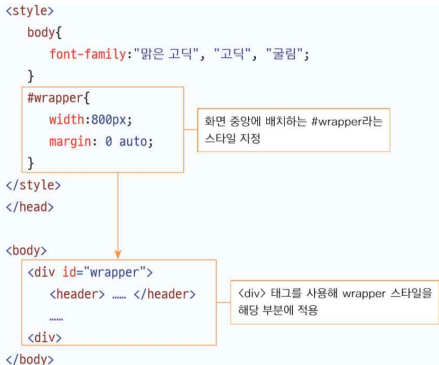 <style>
body{
font-family:"맑은 고딕", "고딕", "굴림";
}
#wrapper{
width:800px;
margin: 0 auto;
}
</style>
</head>
화면 중앙에 배치하는 #wrapper라는
스타일 지정
<body>
<div id="wrapper">
<header> …… </header>
……
<div>
</body>
<div> 태그를 사용해 wrapper 스타일을
해당 부분에 적용